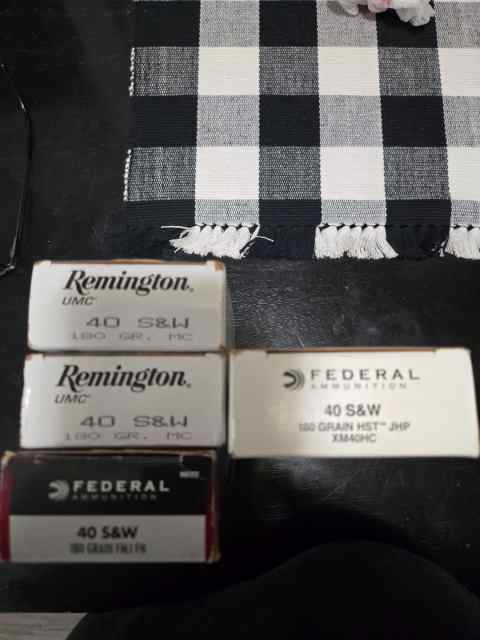 Remington®
UMC®
40 S&W
180 GR. MC
Remington®
UMC®
40 S&W
180 GR. MC
FEDERAL
AMMUNITION
40 S&W
180 GRAIN HST™ JHP
XM40HC
FEDERAL
AMMUNITION
40 S&W
180 GRAIN FMJ FN